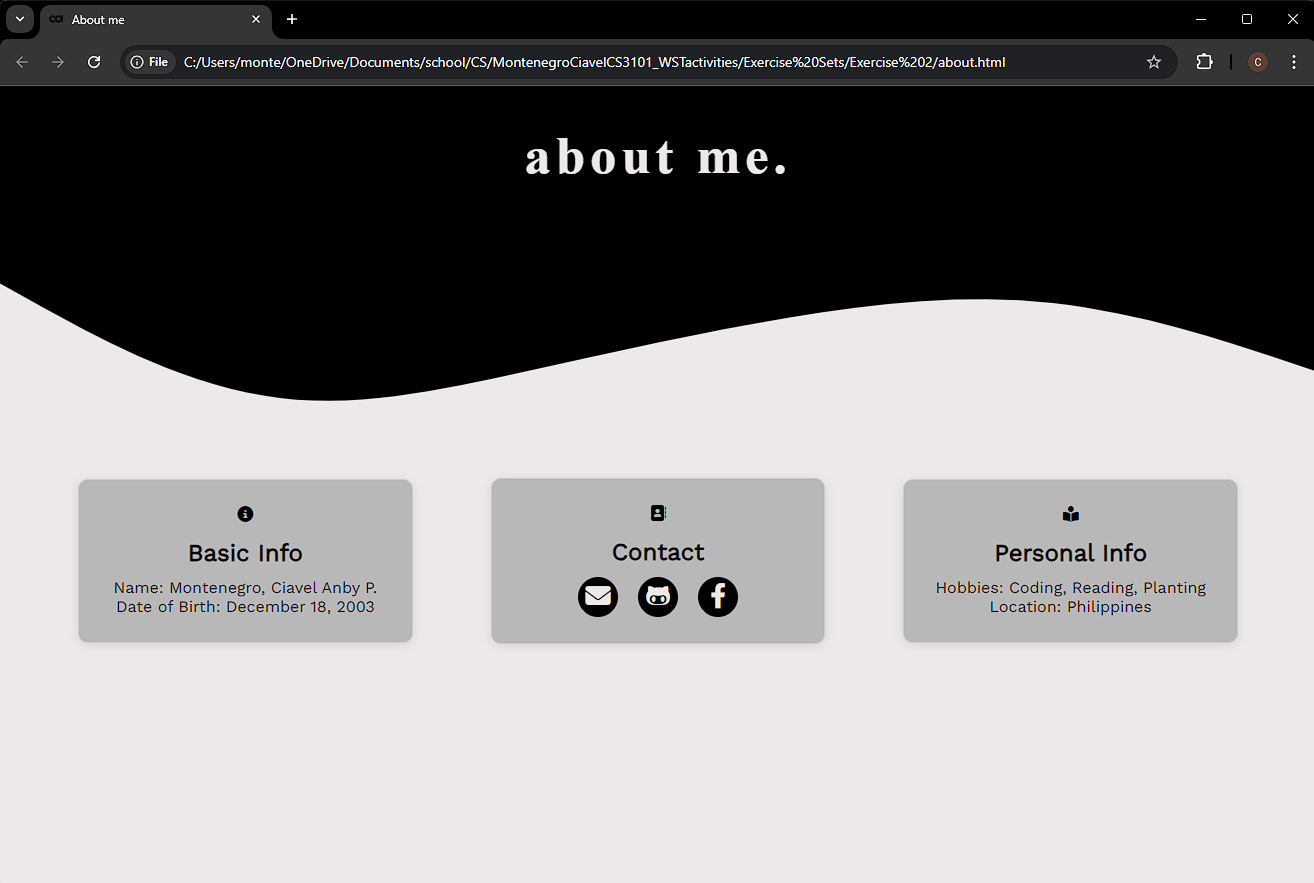 About me
File
C:/Users/monte/OneDrive/Documents/school/CS/MontenegroCiavelCS3101_WSTactivities/Exercise%20Sets/Exercise%202/about.html
C
about me.
Basic Info
Name: Montenegro, Ciavel Anby P.
Date of Birth: December 18, 2003
Contact
Personal Info
Hobbies: Coding, Reading, Planting
Location: Philippines